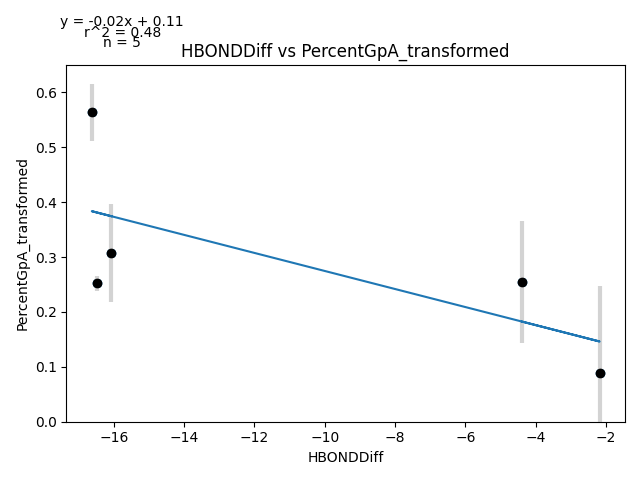 y = -0.02x + 0.11
r^2 = 0.48
n = 5
HBONDDiff vs PercentGpA_transformed
PercentGpA_transformed
0.6
0.5
0.4
0.3
0.2
0.1
0.0
−16
−14
−12
−10
−8
−6
−4
−2
HBONDDiff